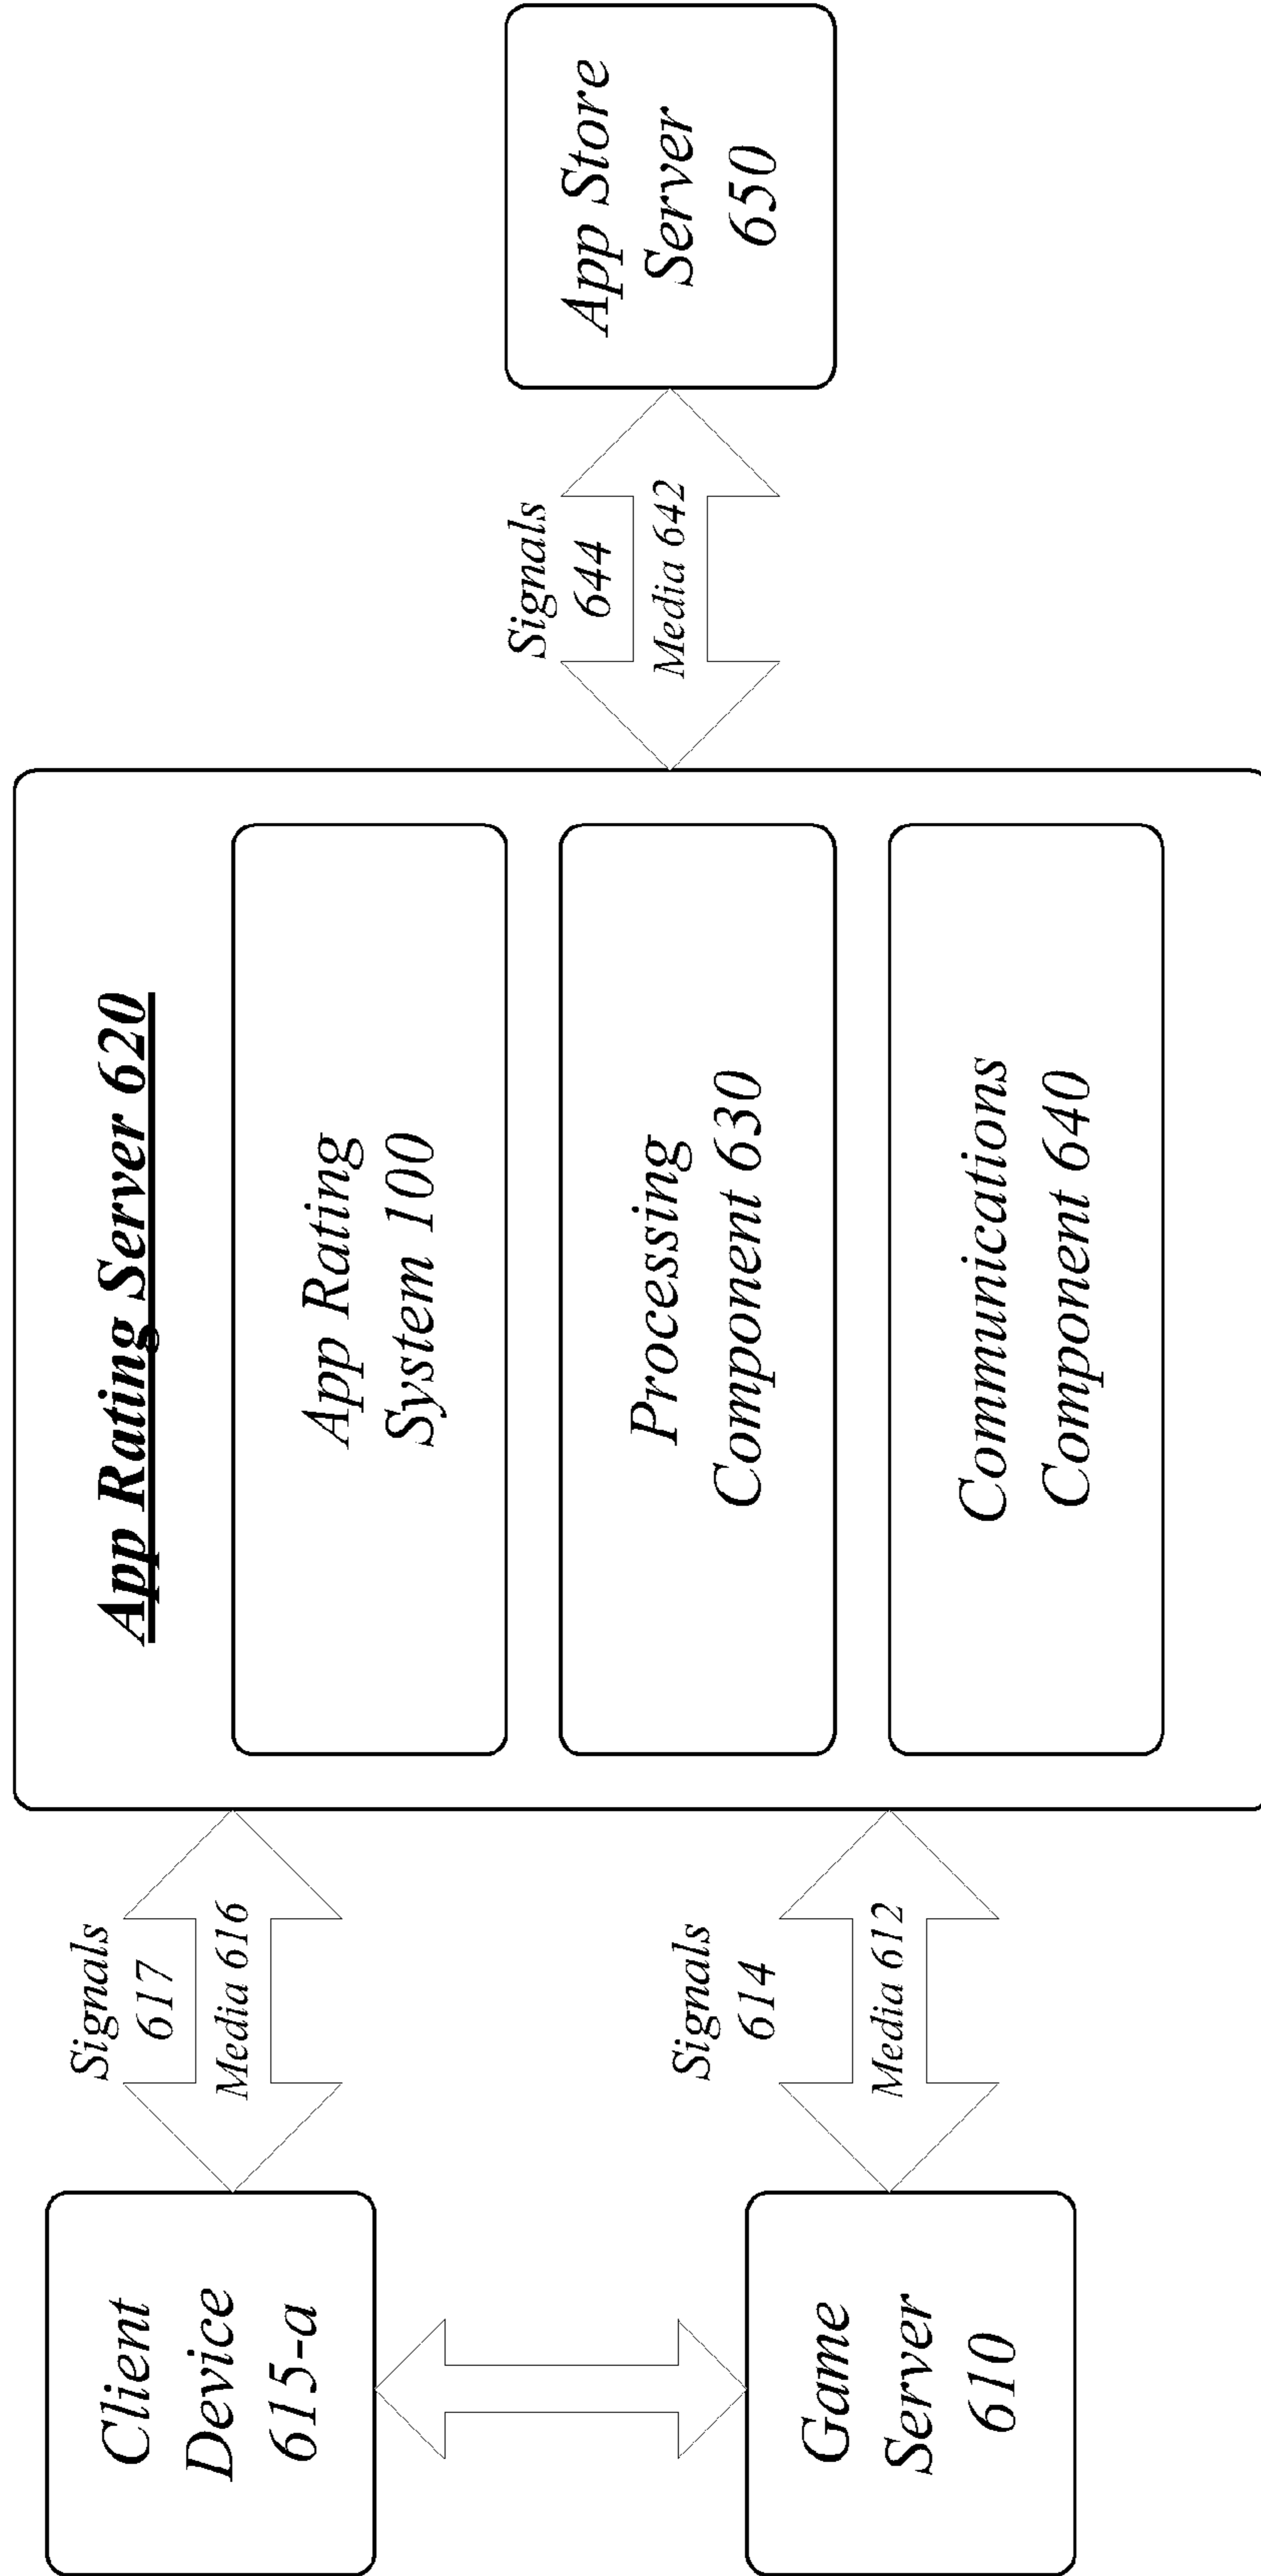 Client
Device
615-a
Signals
617
Media 616
Game
Server
610
Signals
614
Media 612
App Rating Server 620
App Rating
System 100
Processing
Component 630
Communications
Component 640
Signals
644
Media 642
App Store
Server
650